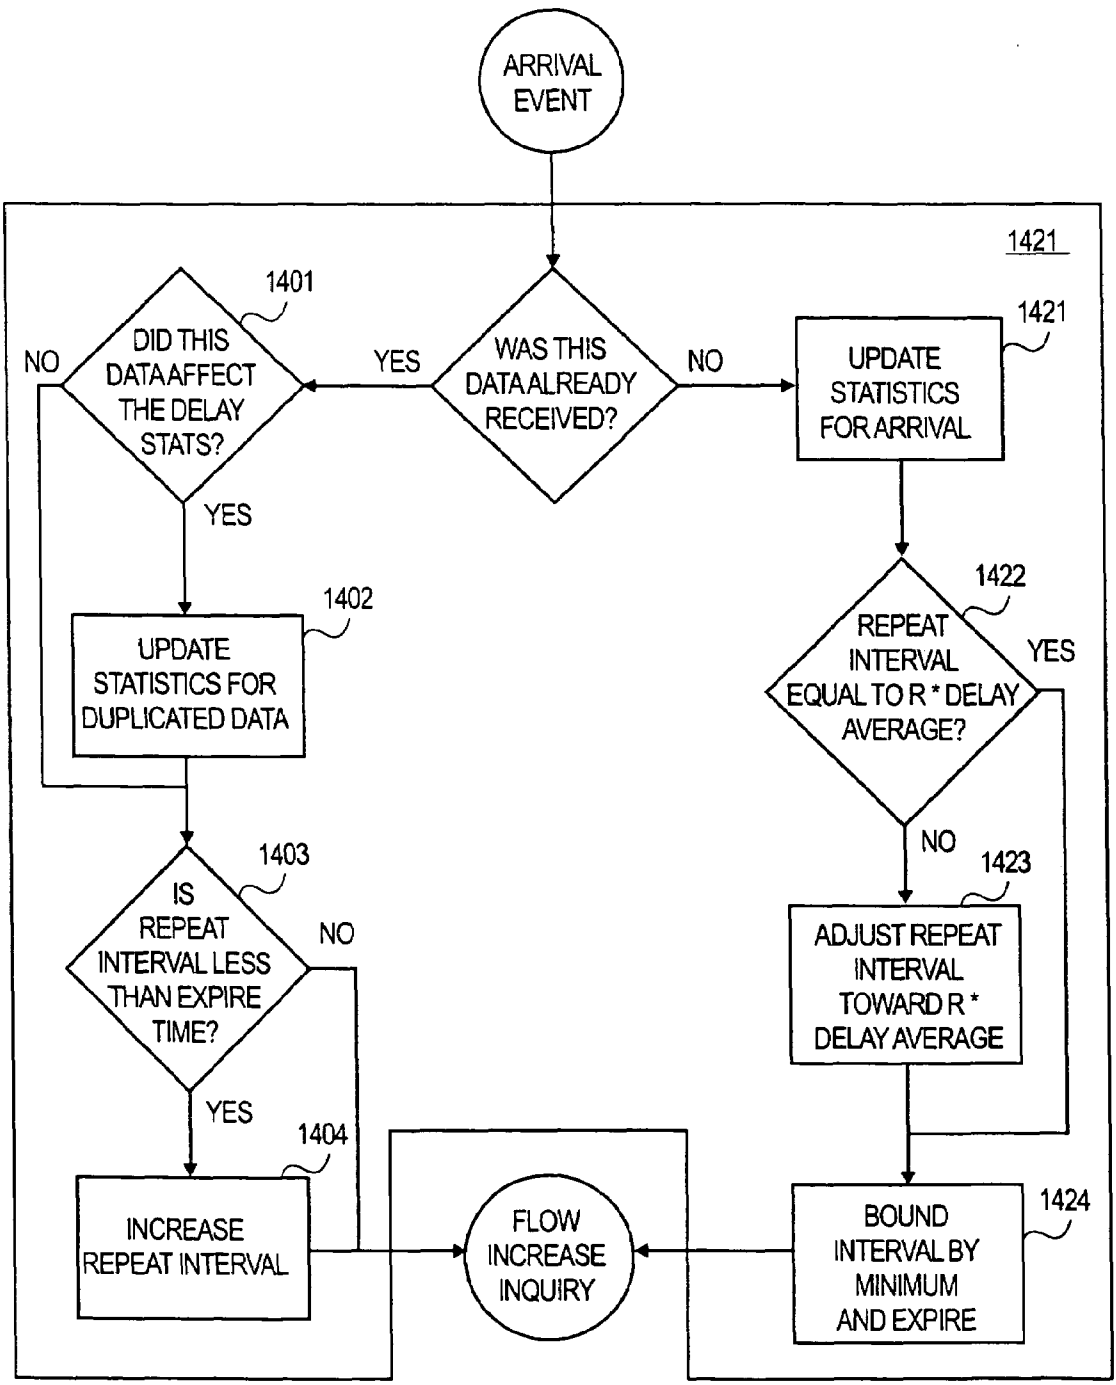 ARRIVAL
EVENT
1421
1401
DID THIS
DATA AFFECT
THE DELAY
STATS?
NO
YES
WAS THIS
DATA ALREADY
RECEIVED?
YES
NO
1421
UPDATE
STATISTICS
FOR ARRIVAL
1402
UPDATE
STATISTICS FOR
DUPLICATED DATA
1422
REPEAT
INTERVAL
EQUAL TO R * DELAY
AVERAGE?
YES
NO
1403
IS
REPEAT
INTERVAL LESS
THAN EXPIRE
TIME?
NO
YES
1423
ADJUST REPEAT
INTERVAL
TOWARD R *
DELAY AVERAGE
1404
INCREASE
REPEAT INTERVAL
FLOW
INCREASE
INQUIRY
1424
BOUND
INTERVAL BY
MINIMUM
AND EXPIRE